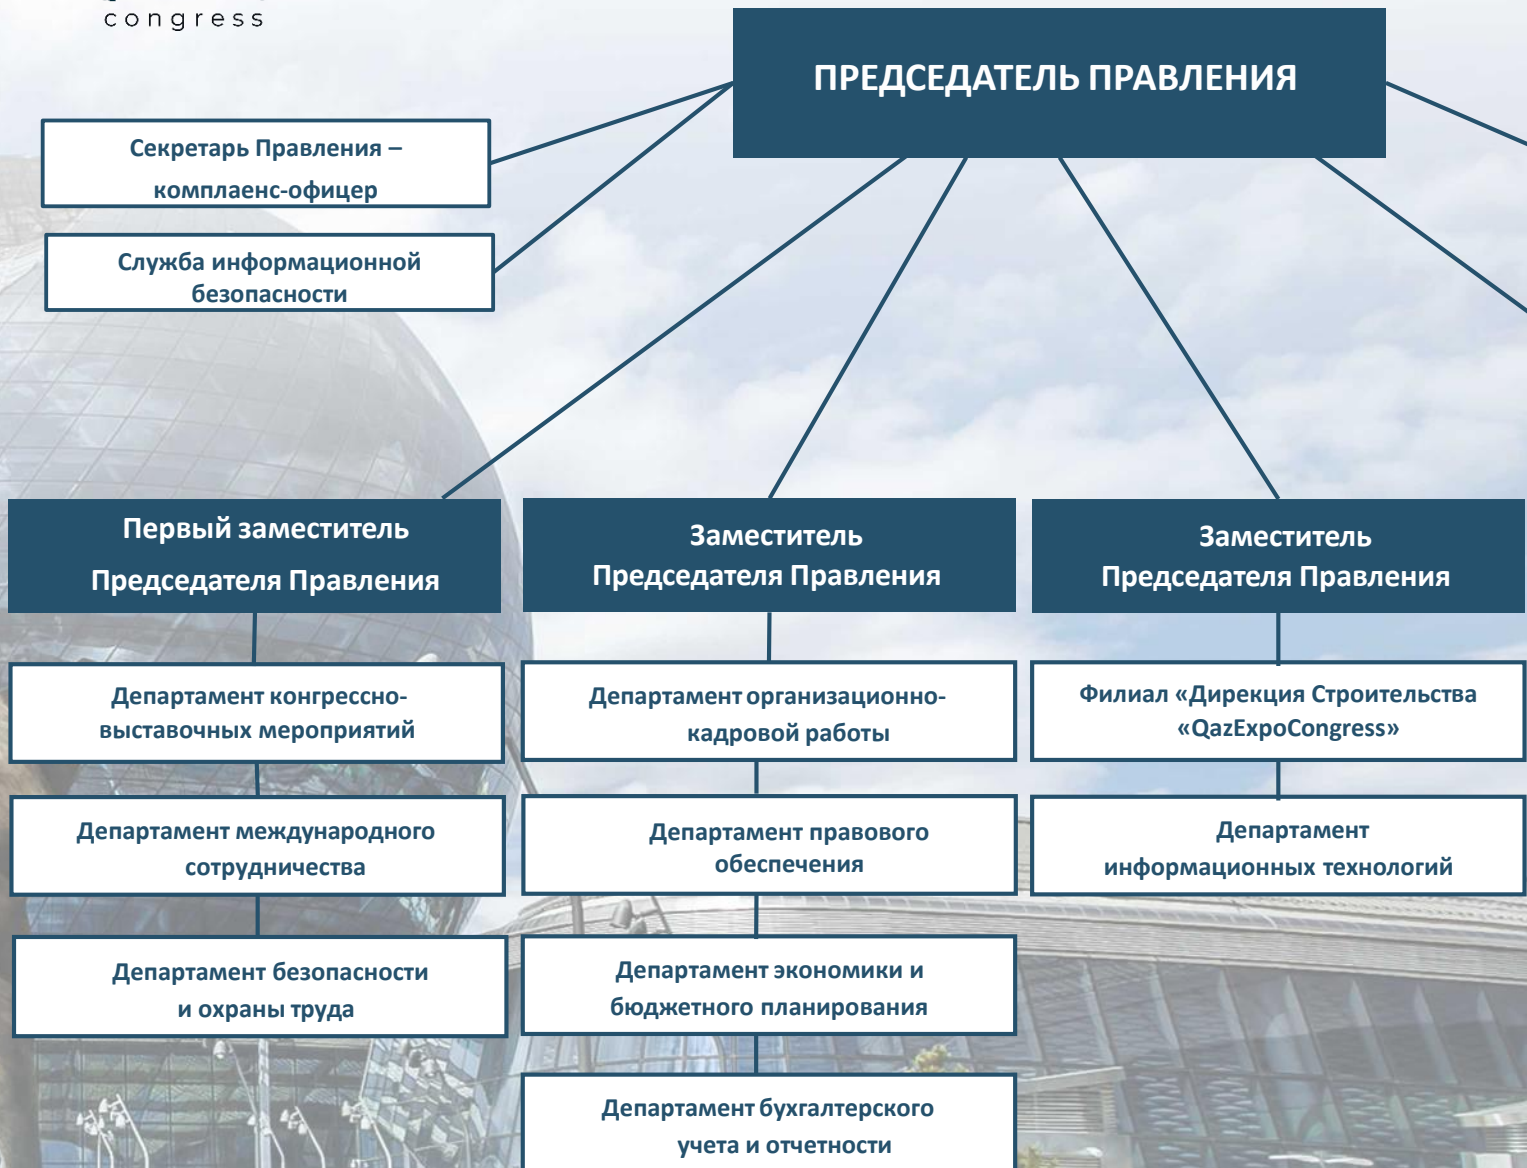 congress
ПРЕДСЕДАТЕЛЬ ПРАВЛЕНИЯ
Секретарь Правления –
комплаенс-офицер
Служба информационной
безопасности
Первый заместитель
Председателя Правления
Заместитель
Председателя Правления
Заместитель
Председателя Правления
Департамент конгрессно-
выставочных мероприятий
Департамент организационно-
кадровой работы
Филиал «Дирекция Строительства
«QazExpoCongress»
Департамент международного
сотрудничества
Департамент правового
обеспечения
Департамент
информационных технологий
Департамент безопасности
и охраны труда
Департамент экономики и
бюджетного планирования
Департамент бухгалтерского
учета и отчетности